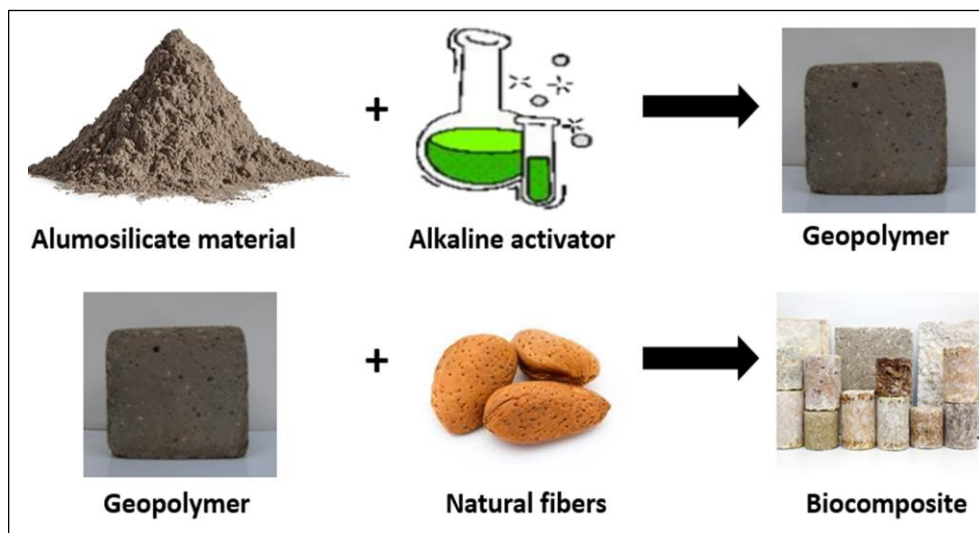 +
Alumosilicate material
Alkaline activator
Geopolymer
+
Geopolymer
Natural fibers
Biocomposite